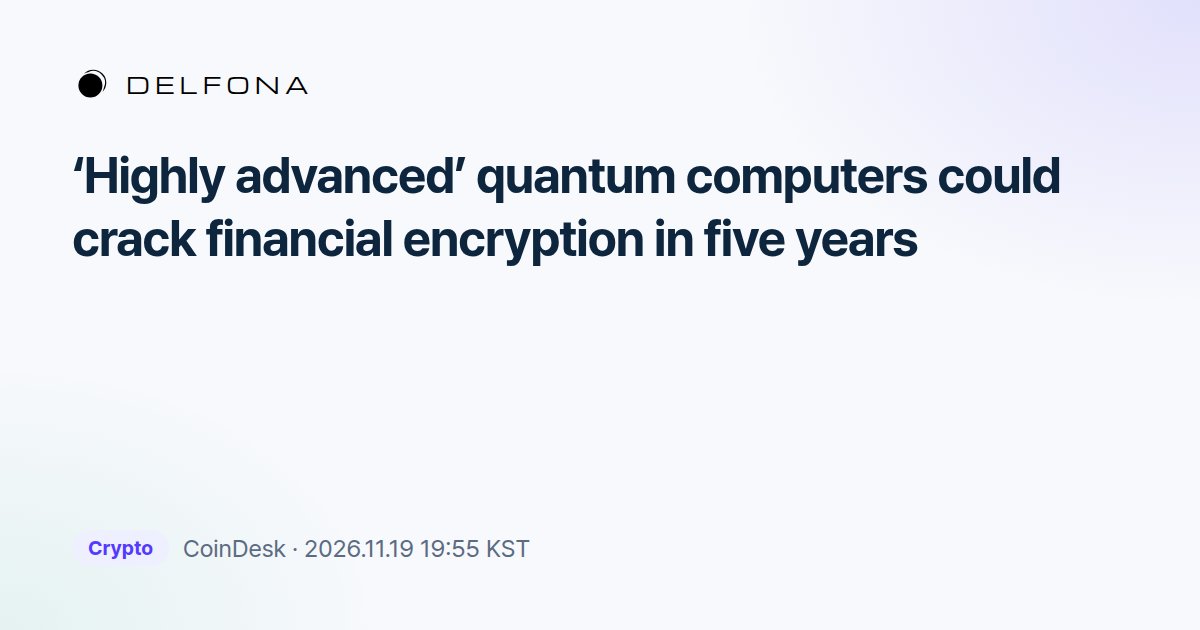 DELFONA
‘Highly advanced’ quantum computers could
crack financial encryption in five years
Crypto CoinDesk · 2026.11.19 19:55 KST